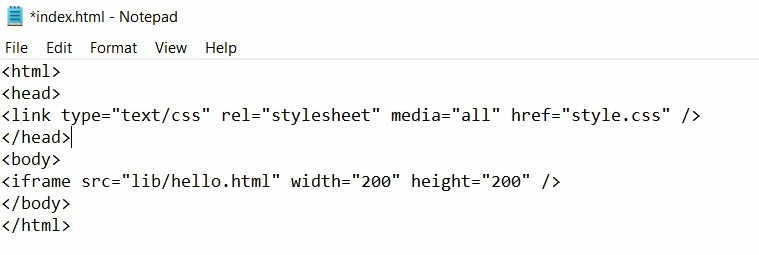 *index.html - Notepad
File Edit Format View Help
<html>
<head>
<link type="text/css" rel="stylesheet" media="all" href="style.css" />
</head>
<body>
<iframe src="lib/hello.html" width="200" height="200" />
</body>
</html>